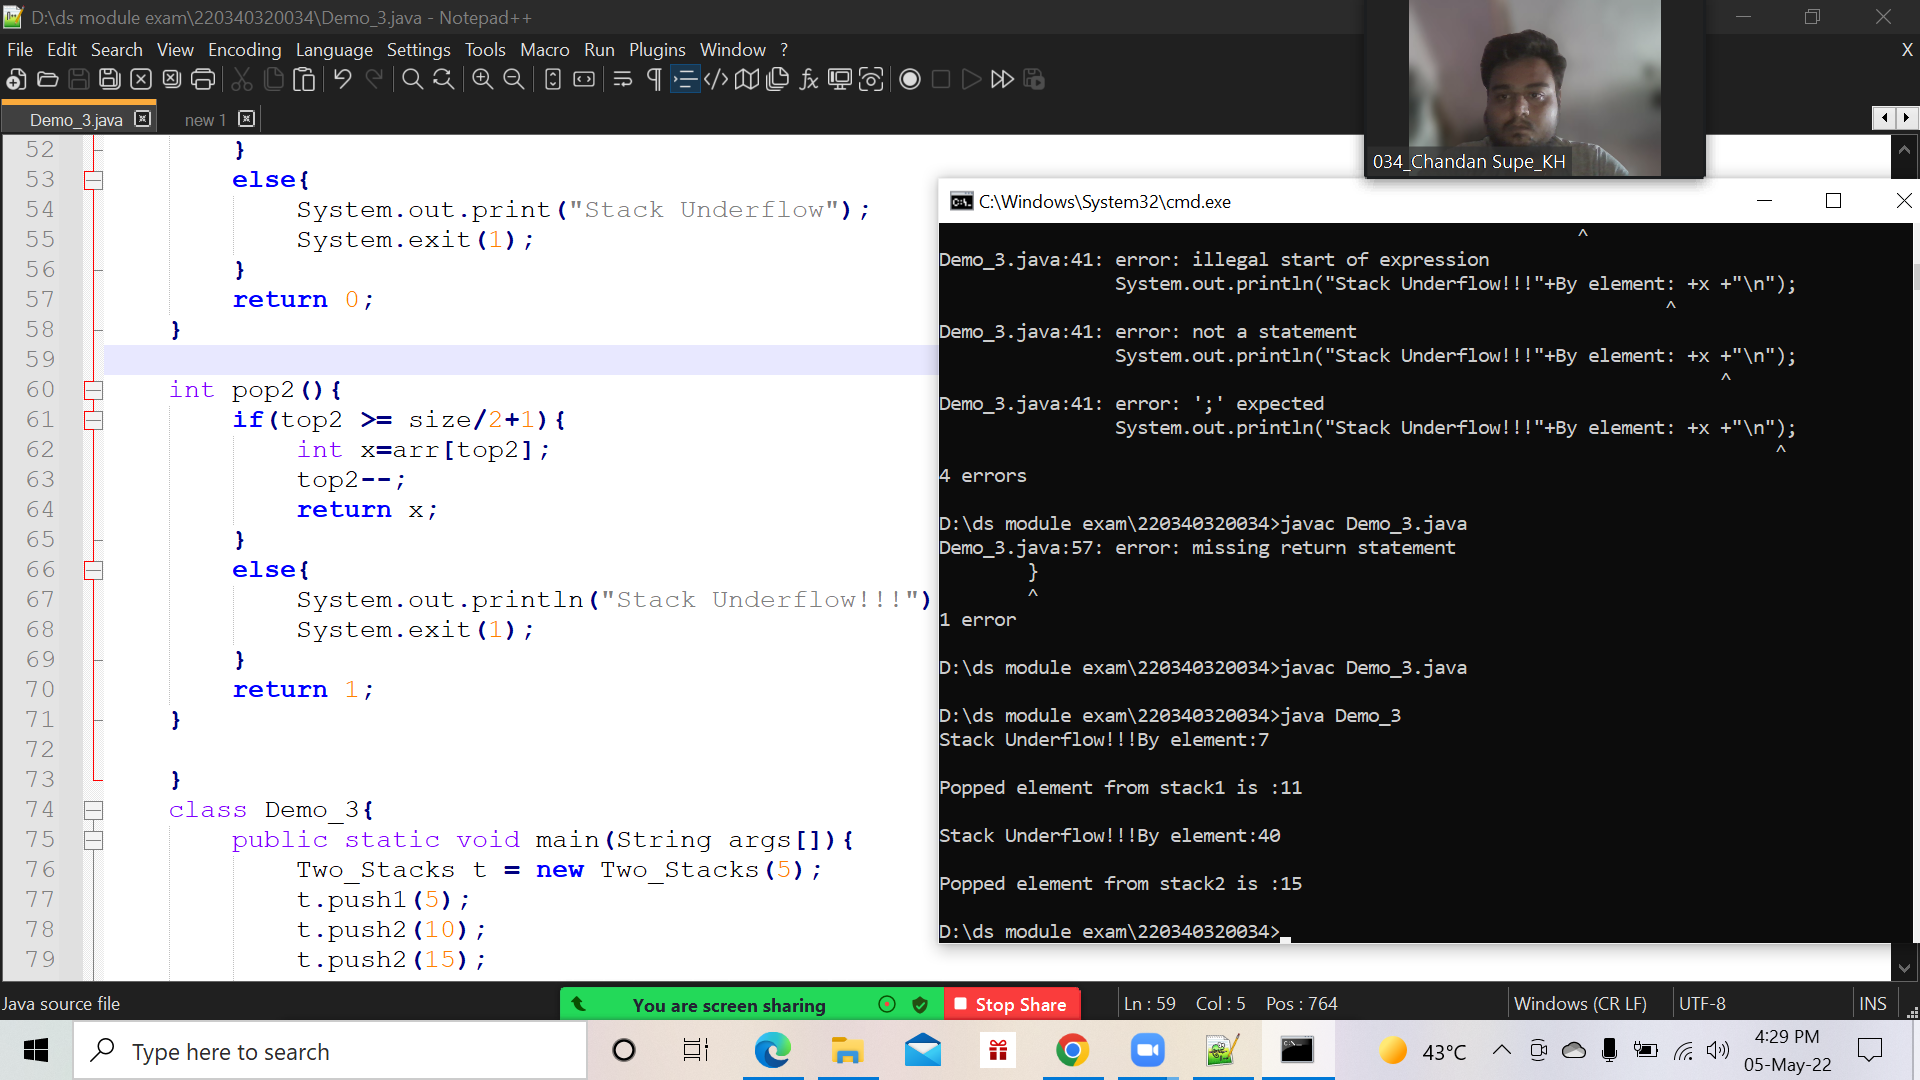 D:\ds module exam\220340320034\Demo_3.java - Notepad++
File Edit Search View Encoding Language Settings Tools Macro Run Plugins Window ? X
Demo_3.java new 1
034_Chandan Supe_KH
52 }
53 else{
54 System.out.print("Stack Underflow");
55 System.exit(1);
56 }
57 return 0;
58 }
59
60 int pop2(){
61 if(top2 >= size/2+1){
62 int x=arr[top2];
63 top2--;
64 return x;
65 }
66 else{
67 System.out.println("Stack Underflow!!!")
68 System.exit(1);
69 }
70 return 1;
71 }
72
73 }
74 class Demo_3{
75 public static void main(String args[]){
76 Two_Stacks t = new Two_Stacks(5);
77 t.push1(5);
78 t.push2(10);
79 t.push2(15);
C:\Windows\System32\cmd.exe
^
Demo_3.java:41: error: illegal start of expression
System.out.println("Stack Underflow!!!"+By element: +x +"\n");
^
Demo_3.java:41: error: not a statement
System.out.println("Stack Underflow!!!"+By element: +x +"\n");
^
Demo_3.java:41: error: ';' expected
System.out.println("Stack Underflow!!!"+By element: +x +"\n");
^
4 errors
D:\ds module exam\220340320034>javac Demo_3.java
Demo_3.java:57: error: missing return statement
}
^
1 error
D:\ds module exam\220340320034>javac Demo_3.java
D:\ds module exam\220340320034>java Demo_3
Stack Underflow!!!By element:7
Popped element from stack1 is :11
Stack Underflow!!!By element:40
Popped element from stack2 is :15
D:\ds module exam\220340320034>
Java source file
You are screen sharing
Stop Share
Ln : 59 Col : 5 Pos : 764
Windows (CR LF) UTF-8 INS
Type here to search
43°C
4:29 PM
05-May-22